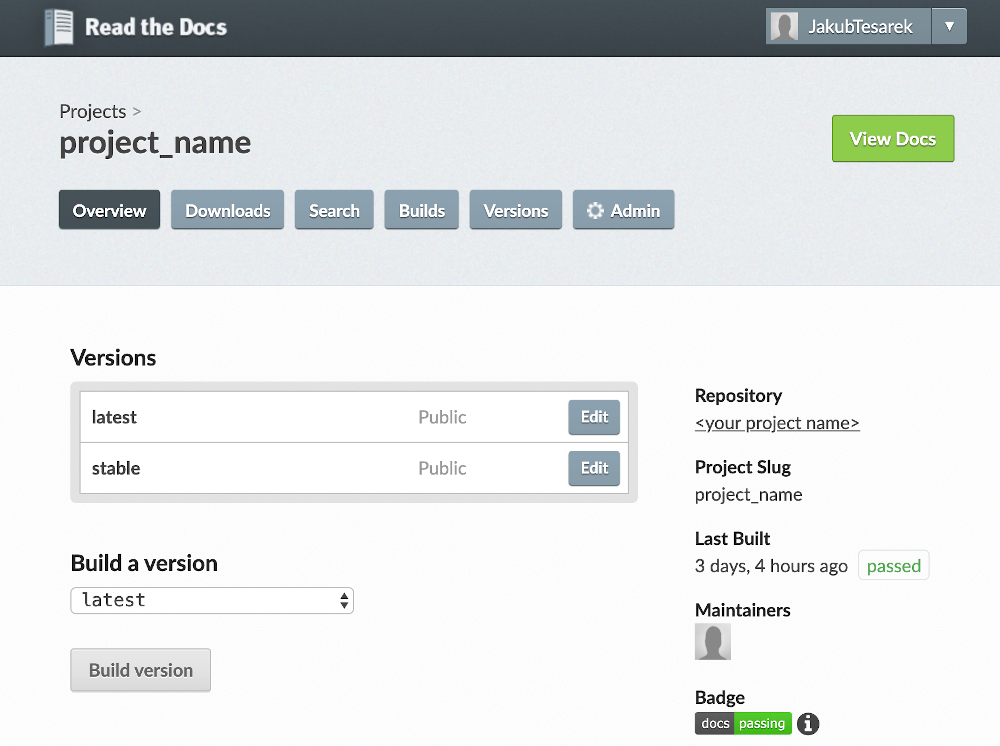 Read the Docs
JakubTesarek ▼
Projects >
project_name
View Docs
Overview Downloads Search Builds Versions Admin
Versions
latest Public Edit
stable Public Edit
Build a version
latest
Build version
Repository
<your project name>
Project Slug
project_name
Last Built
3 days, 4 hours ago passed
Maintainers
Badge
docs passing i